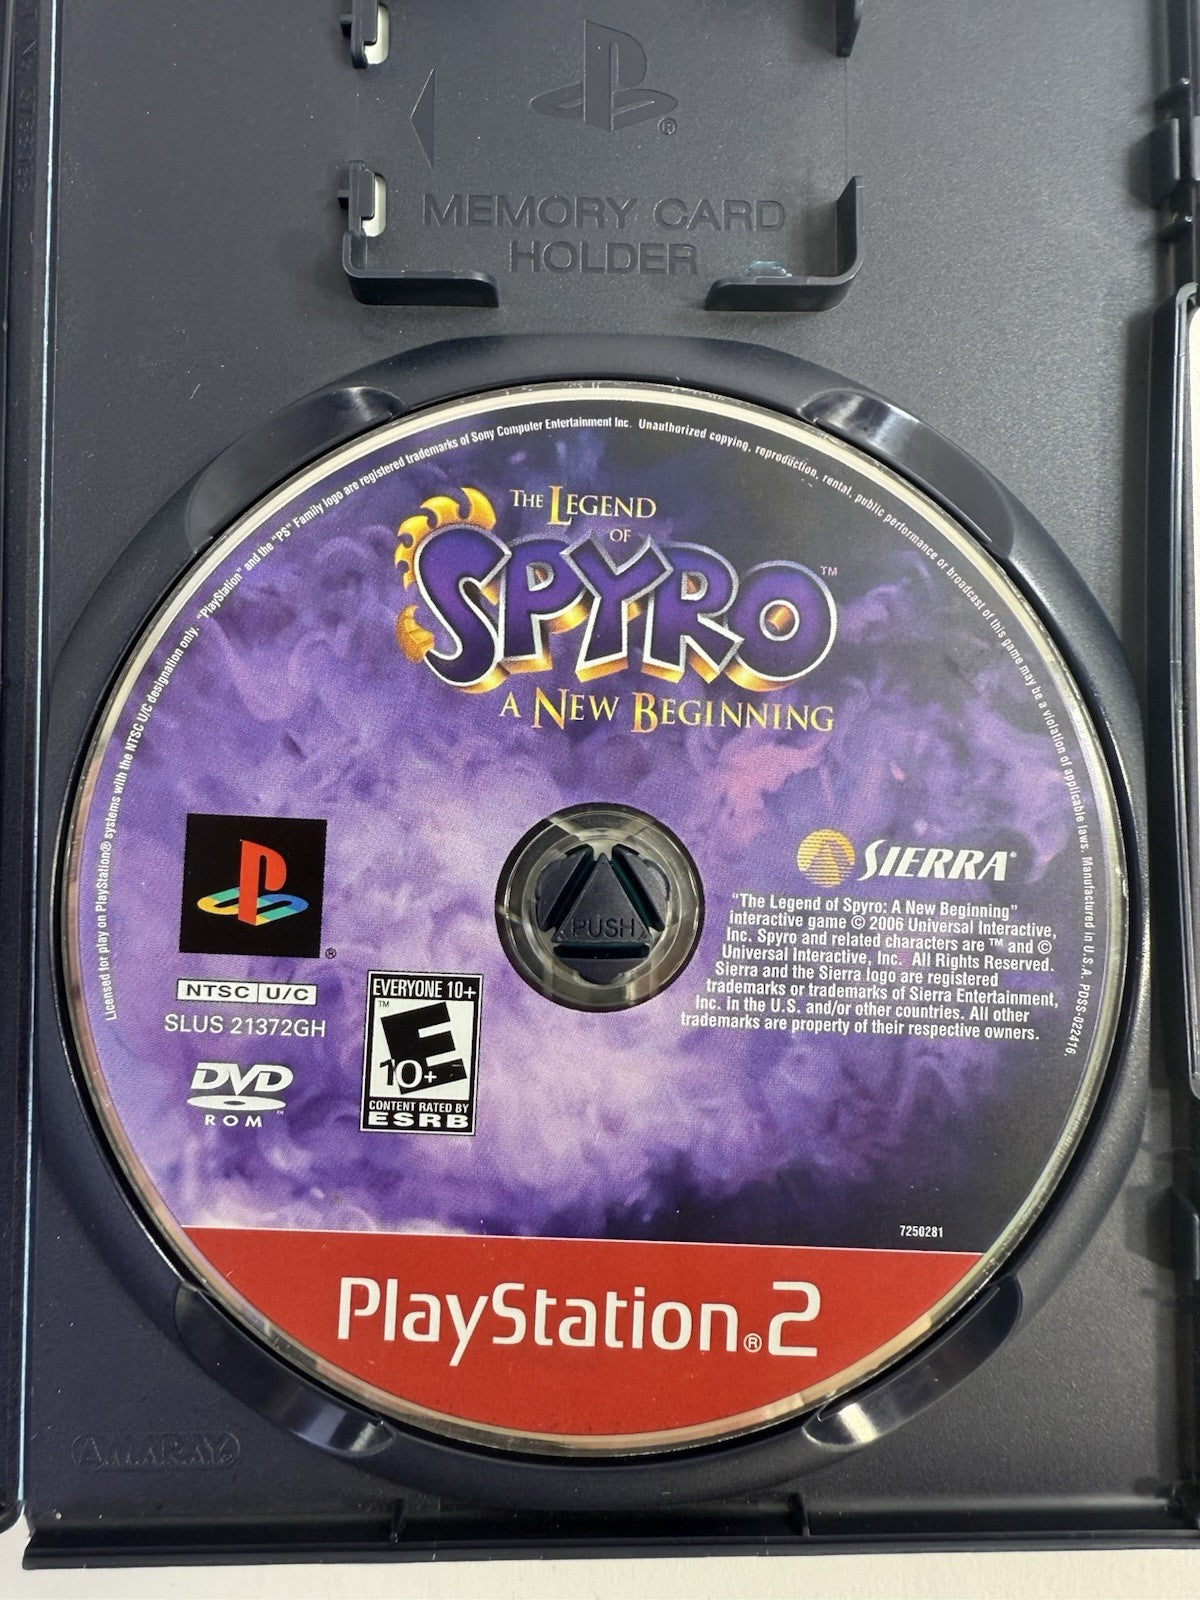 MEMORY CARD
HOLDER
Licensed for play on PlayStation® systems with the NTSC U/C designation only. "PlayStation" and the "PS" Family logo are registered trademarks of Sony Computer Entertainment Inc. Unauthorized copying, reproduction, rental, public performance or broadcast of this game may be a violation of applicable laws. Manufactured in U.S.A. PDSS-022416.
THE LEGEND
OF
SPYRO™
A NEW BEGINNING
®
SIERRA®
"The Legend of Spyro: A New Beginning"
interactive game © 2006 Universal Interactive,
Inc. Spyro and related characters are ™ and ©
Universal Interactive, Inc. All Rights Reserved.
Sierra and the Sierra logo are registered
trademarks or trademarks of Sierra Entertainment,
Inc. in the U.S. and/or other countries. All other
trademarks are property of their respective owners.
PUSH
NTSC U/C
SLUS 21372GH
DVD
ROM™
EVERYONE 10+
E™
10+
CONTENT RATED BY
ESRB
7250281
PlayStation®2
AMARAY®